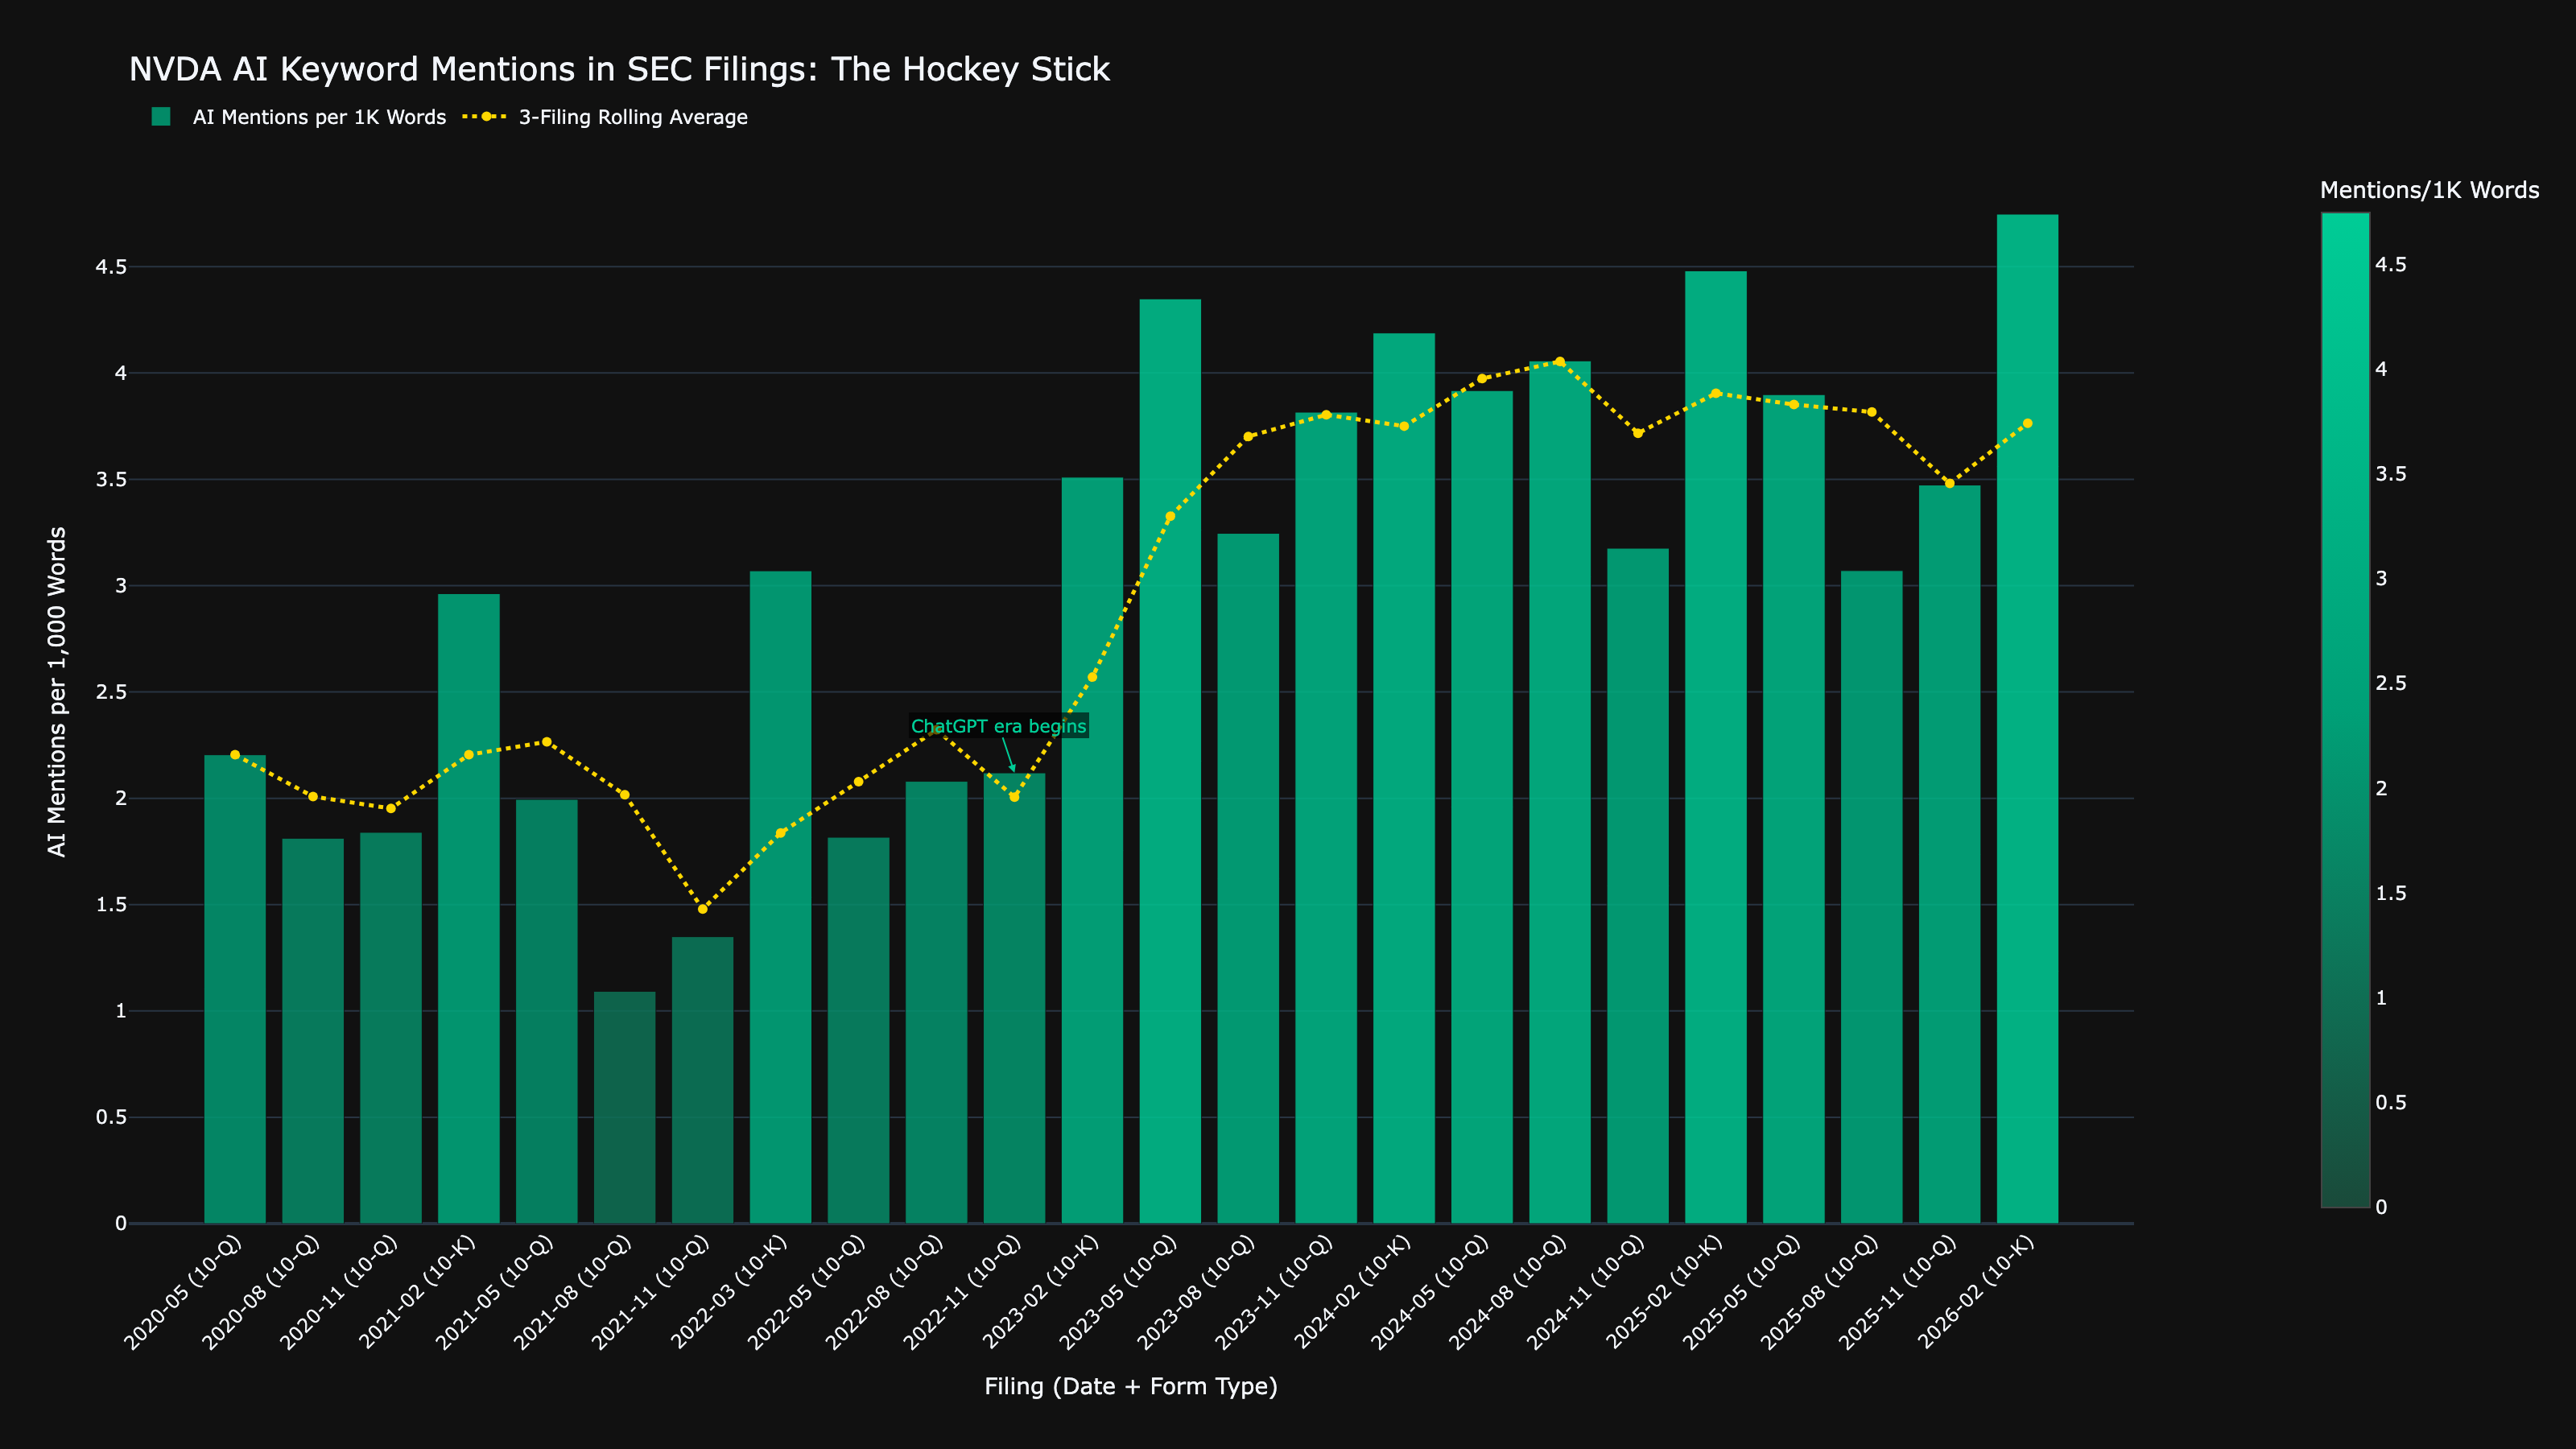 NVDA AI Keyword Mentions in SEC Filings: The Hockey Stick
AI Mentions per 1K Words
3-Filing Rolling Average
Mentions/1K Words
4.5
4
3.5
3
2.5
2
1.5
1
0.5
0
AI Mentions per 1,000 Words
ChatGPT era begins
4.5
4
3.5
3
2.5
2
1.5
1
0.5
0
2020-05 (10-Q)
2020-08 (10-Q)
2020-11 (10-Q)
2021-02 (10-K)
2021-05 (10-Q)
2021-08 (10-Q)
2021-11 (10-Q)
2022-03 (10-K)
2022-05 (10-Q)
2022-08 (10-Q)
2022-11 (10-Q)
2023-02 (10-K)
2023-05 (10-Q)
2023-08 (10-Q)
2023-11 (10-Q)
2024-02 (10-K)
2024-05 (10-Q)
2024-08 (10-Q)
2024-11 (10-Q)
2025-02 (10-K)
2025-05 (10-Q)
2025-08 (10-Q)
2025-11 (10-Q)
2026-02 (10-K)
Filing (Date + Form Type)